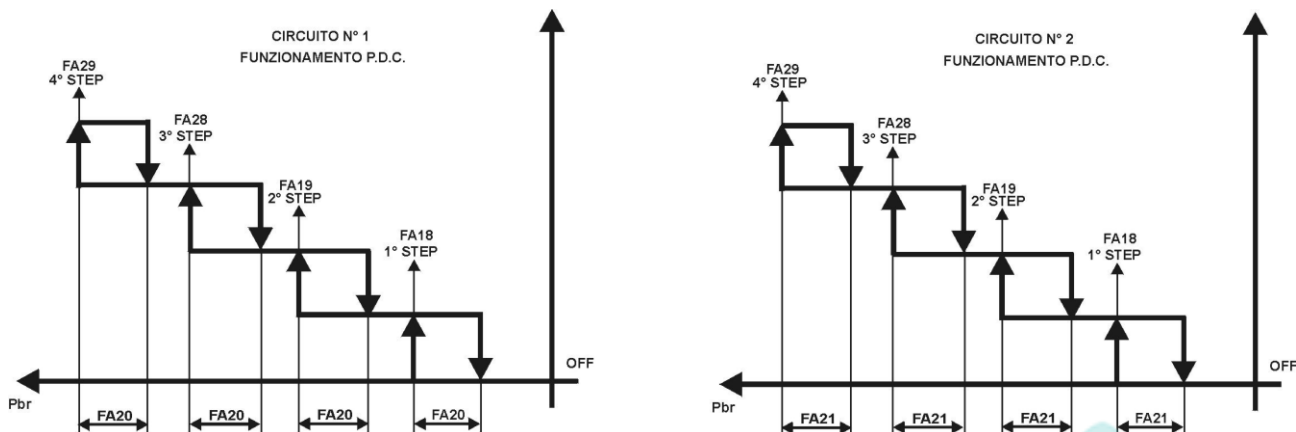 CIRCUITO N° 1
FUNZIONAMENTO P.D.C.
FA29
4° STEP
FA28
3° STEP
FA19
2° STEP
FA18
1° STEP
OFF
Pbr
FA20
FA20
FA20
FA20
CIRCUITO N° 2
FUNZIONAMENTO P.D.C.
FA29
4° STEP
FA28
3° STEP
FA19
2° STEP
FA18
1° STEP
OFF
Pbr
FA21
FA21
FA21
FA21